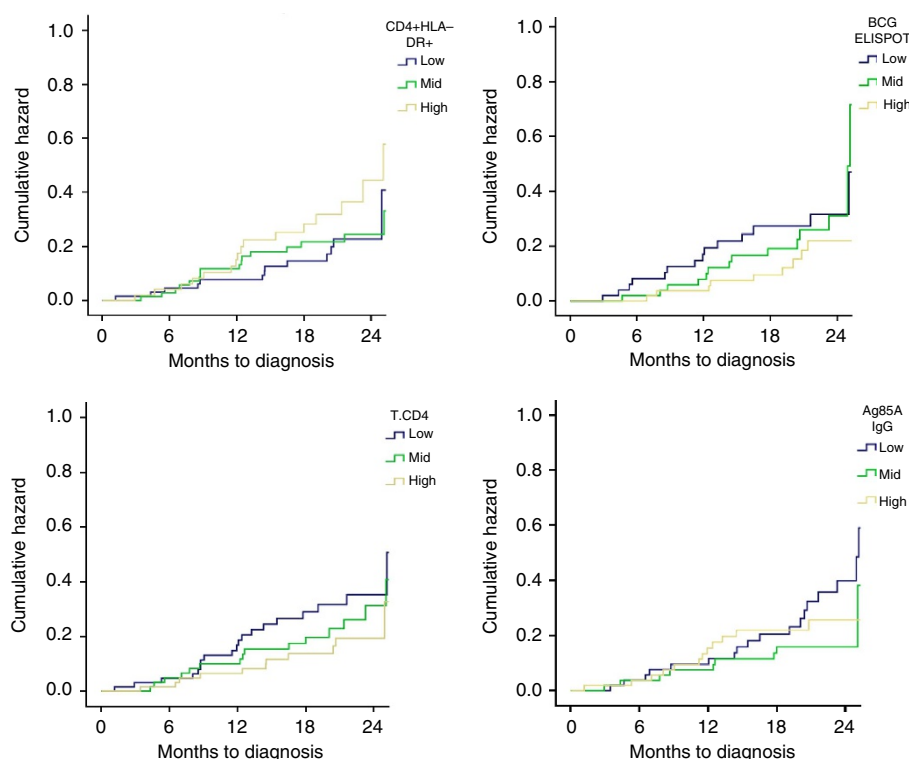 CD4+HLA–
DR+
Low
Mid
High
1.0
0.8
0.6
0.4
0.2
0.0
Cumulative hazard
0 6 12 18 24
Months to diagnosis
BCG
ELISPOT
Low
Mid
High
1.0
0.8
0.6
0.4
0.2
0.0
Cumulative hazard
0 6 12 18 24
Months to diagnosis
T.CD4
Low
Mid
High
1.0
0.8
0.6
0.4
0.2
0.0
Cumulative hazard
0 6 12 18 24
Months to diagnosis
Ag85A
IgG
Low
Mid
High
1.0
0.8
0.6
0.4
0.2
0.0
Cumulative hazard
0 6 12 18 24
Months to diagnosis